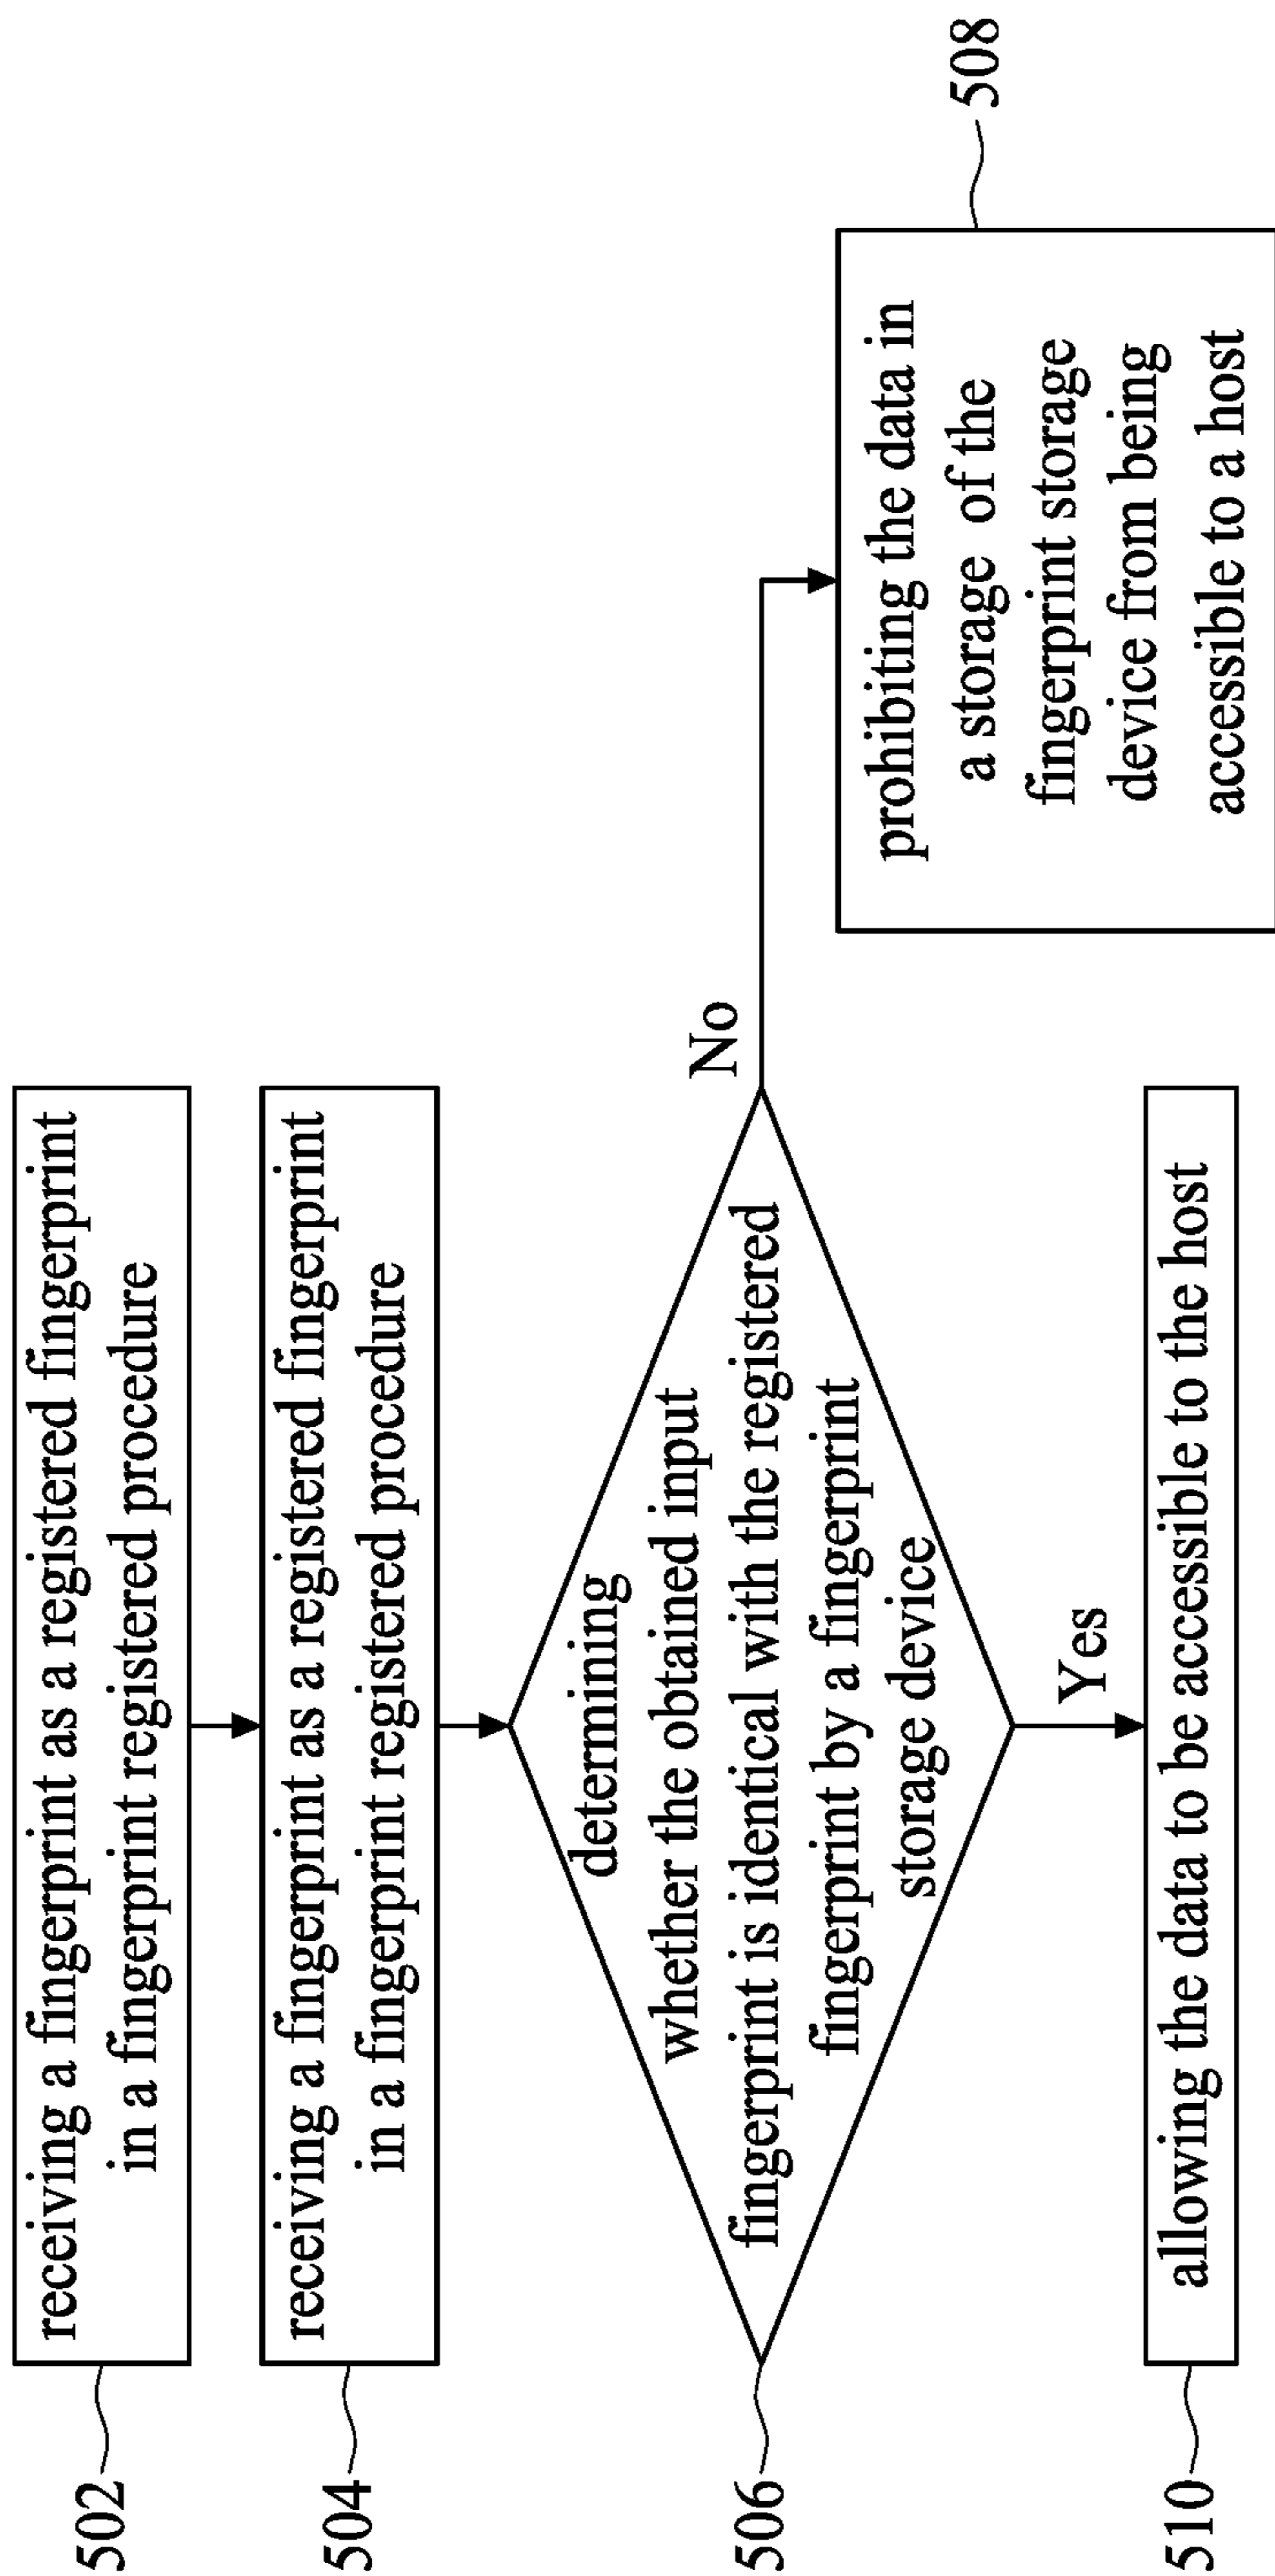 502
receiving a fingerprint as a registered fingerprint
in a fingerprint registered procedure
504
receiving a fingerprint as a registered fingerprint
in a fingerprint registered procedure
506
determining
whether the obtained input
fingerprint is identical with the registered
fingerprint by a fingerprint
storage device
No
508
prohibiting the data in
a storage of the
fingerprint storage
device from being
accessible to a host
Yes
510
allowing the data to be accessible to the host